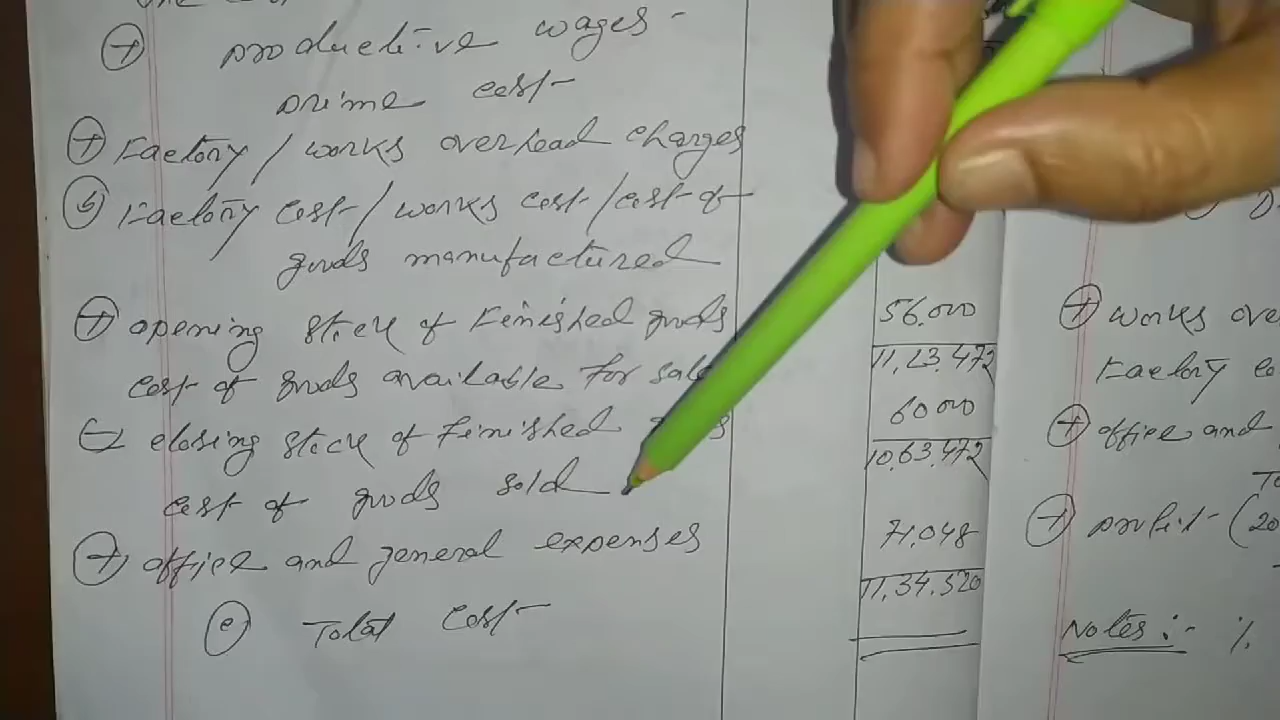 (+) productive wages -
prime cost
(+) Factory / works overhead charges
(b) Factory cost / works cost / cost of
goods manufactured
(+) opening stock of Finished goods 56.000
cost of goods available for sale 11,23.472
(-) closing stock of Finished 60000
cost of goods sold 10,63.472
(+) office and general expenses 71.048
(e) Total cost 11,34.520
(+) works
Factory
(+) office and
(+) profit - (20
Notes :- %